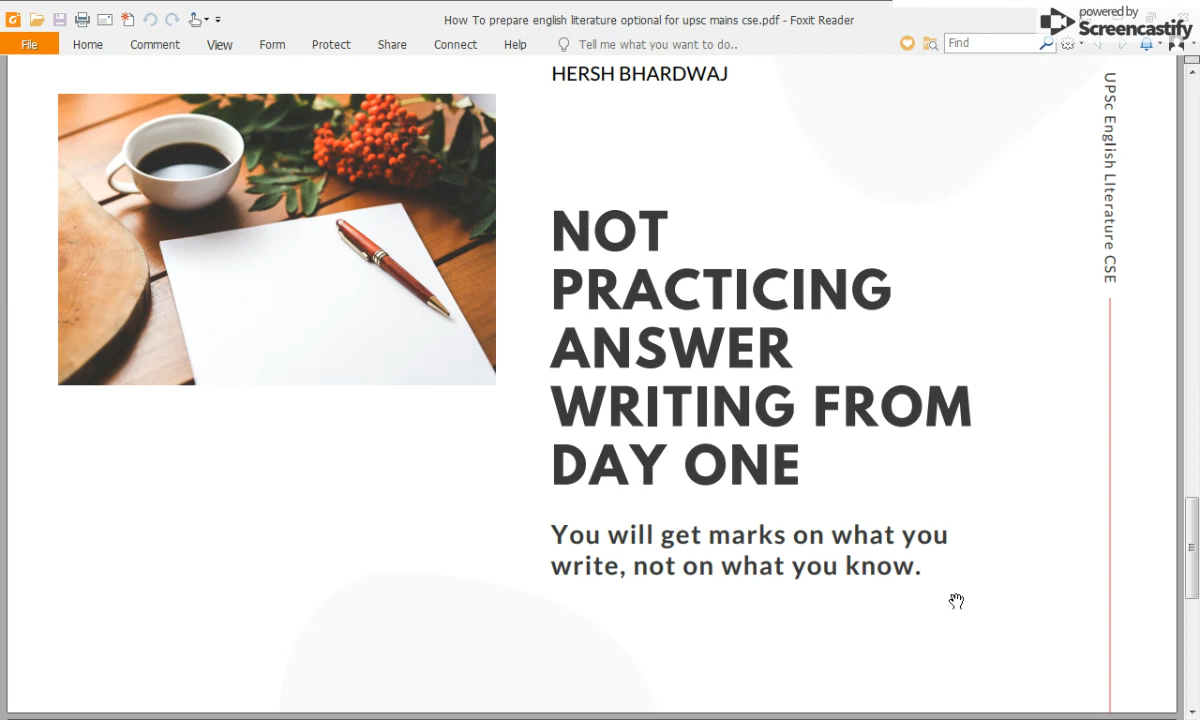 How To prepare english literature optional for upsc mains cse.pdf - Foxit Reader
powered by
Screencastify
File Home Comment View Form Protect Share Connect Help Tell me what you want to do.. Find
HERSH BHARDWAJ
NOT
PRACTICING
ANSWER
WRITING FROM
DAY ONE
You will get marks on what you
write, not on what you know.
UPSc English LIterature CSE